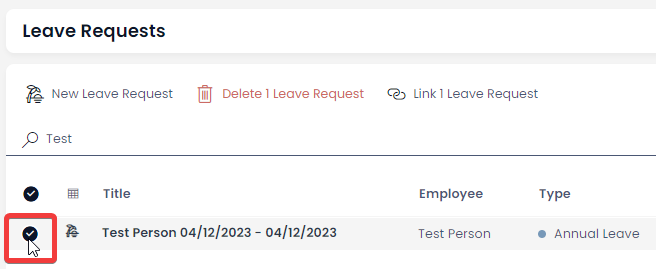 Leave Requests
New Leave Request Delete 1 Leave Request Link 1 Leave Request
Test
Title Employee Type
Test Person 04/12/2023 - 04/12/2023 Test Person Annual Leave